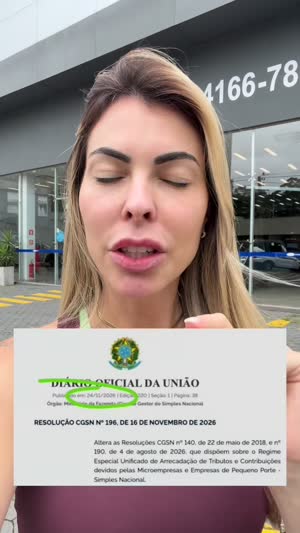 4166-78
DIÁRIO OFICIAL DA UNIÃO
Publicado em: 24/11/2026 | Edição: 220 | Seção: 1 | Página: 38
Órgão: Ministério da Fazenda/Comitê Gestor do Simples Nacional
RESOLUÇÃO CGSN Nº 196, DE 16 DE NOVEMBRO DE 2026
Altera as Resoluções CGSN nº 140, de 22 de maio de 2018, e nº
190, de 4 de agosto de 2026, que dispõem sobre o Regime
Especial Unificado de Arrecadação de Tributos e Contribuições
devidos pelas Microempresas e Empresas de Pequeno Porte -
Simples Nacional.